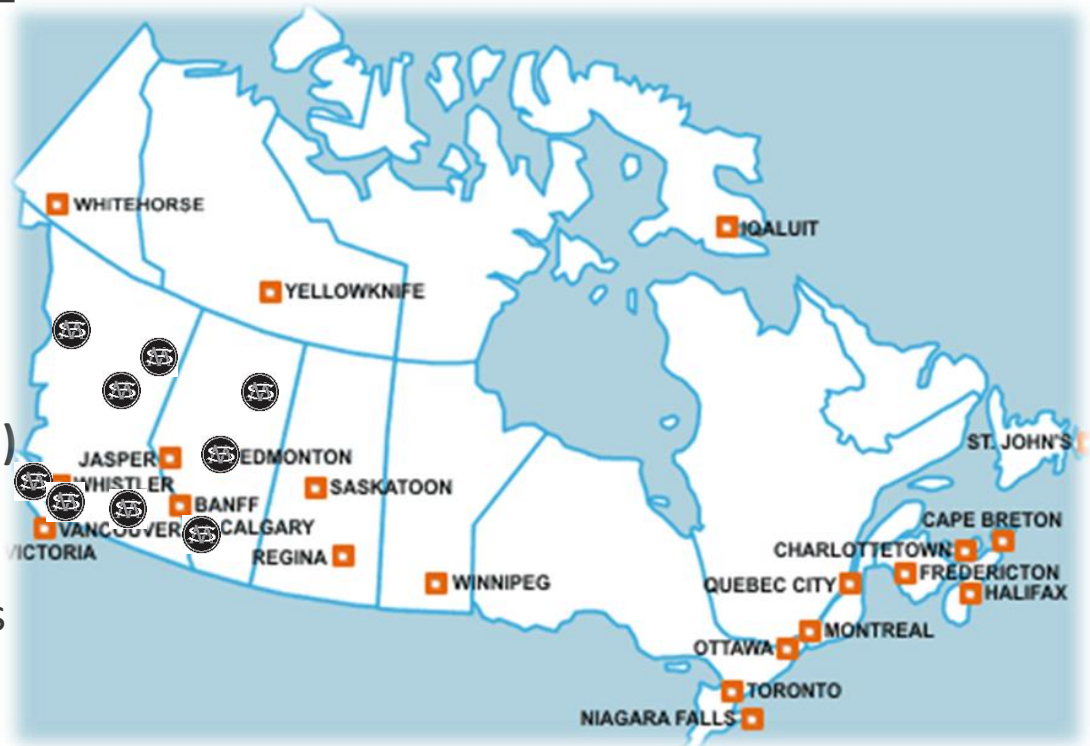 WHITEHORSE
IQALUIT
YELLOWKNIFE
)
JASPER
EDMONTON
ST. JOHN'S
WHISTLER
SASKATOON
BANFF
VANCOUVER
CALGARY
CAPE BRETON
VICTORIA
REGINA
CHARLOTTETOWN
FREDERICTON
WINNIPEG
QUEBEC CITY
HALIFAX
s
MONTREAL
OTTAWA
TORONTO
NIAGARA FALLS